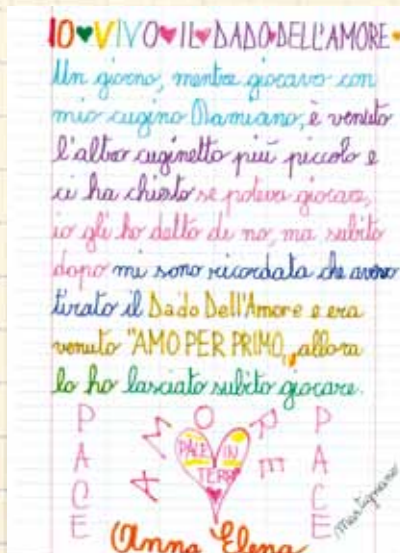 IO VIVO IL DADO DELL'AMORE
Un giorno, mentre giocavo con
mio cugino Damiano, è venuto
l'altro cuginetto più piccolo e
ci ha chiesto se poteva giocare,
io gli ho detto di no, ma subito
dopo mi sono ricordata che avevo
tirato il Dado Dell'Amore e era
venuto "AMO PER PRIMO", allora
lo ho lasciato subito giocare.
PACE
AMORE
PACE IN TERRA
PACE
Anna Elena
martignano